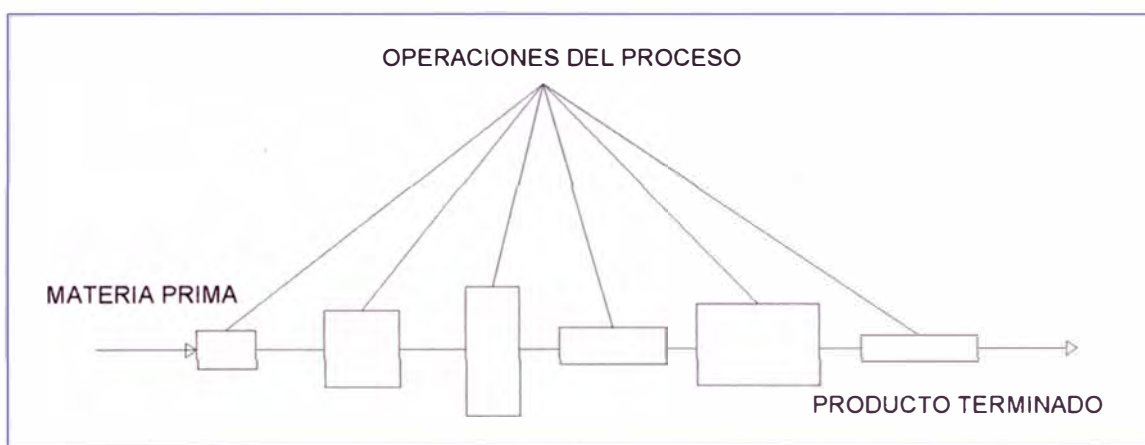 OPERACIONES DEL PROCESO
MATERIA PRIMA
PRODUCTO TERMINADO